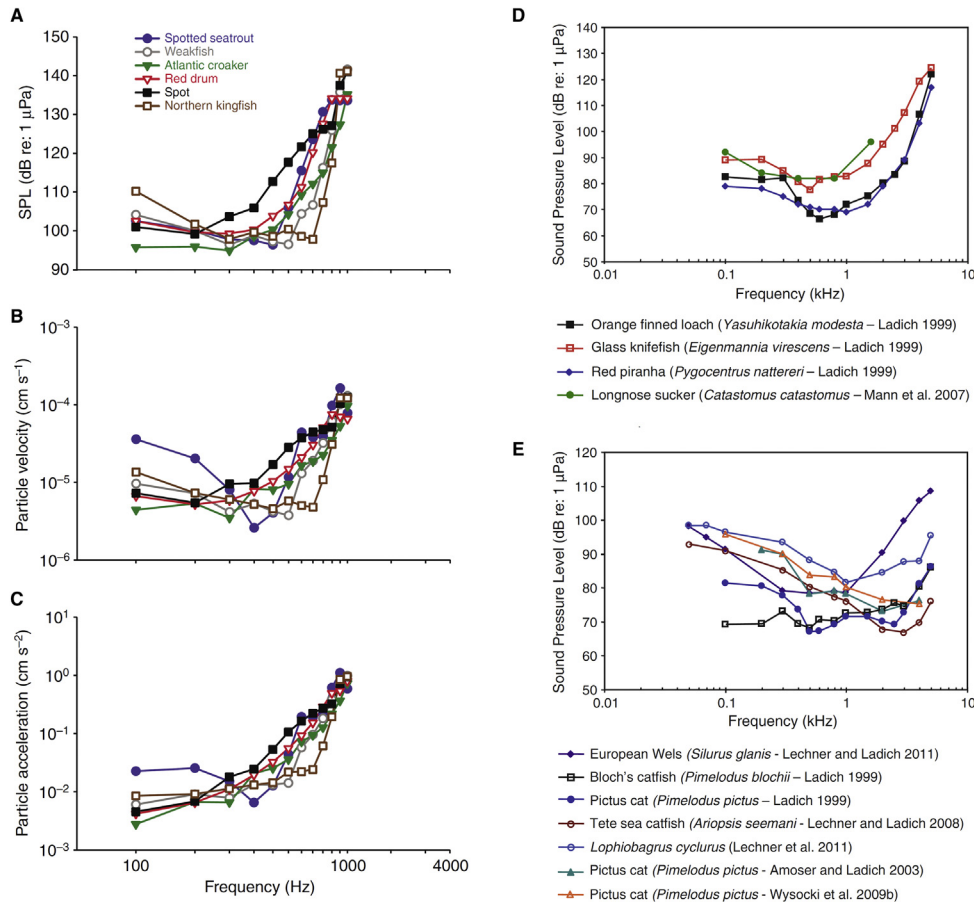 A
150
140
130
120
110
100
90
SPL (dB re: 1 µPa)
Spotted seatrout
Weakfish
Atlantic croaker
Red drum
Spot
Northern kingfish
B
10⁻³
10⁻⁴
10⁻⁵
10⁻⁶
Particle velocity (cm s⁻¹)
C
10¹
10⁰
10⁻¹
10⁻²
10⁻³
Particle acceleration (cm s⁻²)
100 1000 4000
Frequency (Hz)
D
140
130
120
110
100
90
80
70
60
50
Sound Pressure Level (dB re: 1 µPa)
0.01 0.1 1 10
Frequency (kHz)
Orange finned loach (Yasuhikotakia modesta – Ladich 1999)
Glass knifefish (Eigenmannia virescens – Ladich 1999)
Red piranha (Pygocentrus nattereri – Ladich 1999)
Longnose sucker (Catastomus catastomus – Mann et al. 2007)
E
120
110
100
90
80
70
60
50
Sound Pressure Level (dB re: 1 µPa)
0.01 0.1 1 10
Frequency (kHz)
European Wels (Silurus glanis - Lechner and Ladich 2011)
Bloch's catfish (Pimelodus blochii – Ladich 1999)
Pictus cat (Pimelodus pictus – Ladich 1999)
Tete sea catfish (Ariopsis seemani - Lechner and Ladich 2008)
Lophiobagrus cyclurus (Lechner et al. 2011)
Pictus cat (Pimelodus pictus - Amoser and Ladich 2003)
Pictus cat (Pimelodus pictus - Wysocki et al. 2009b)